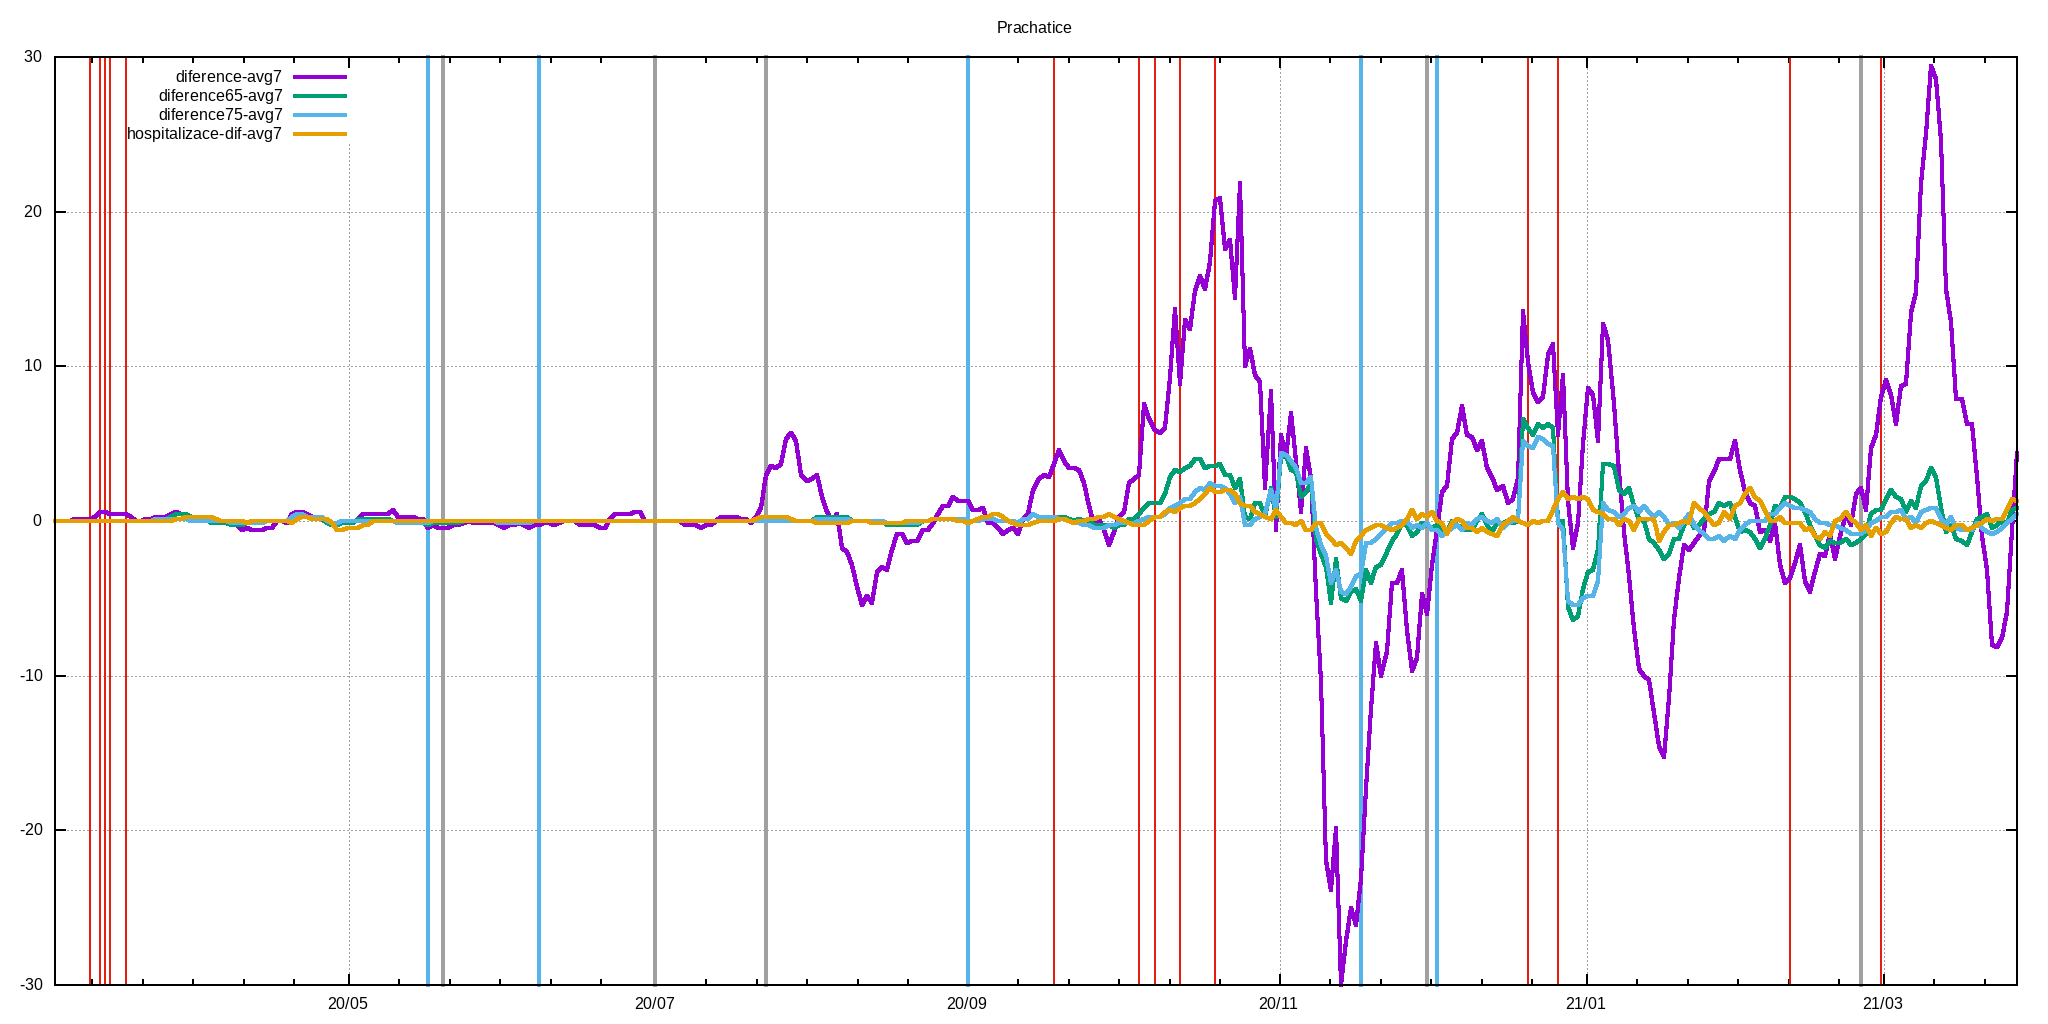 Prachatice
30
diference-avg7
diference65-avg7
diference75-avg7
hospitalizace-dif-avg7
20
10
0
-10
-20
-30
20/05 20/07 20/09 20/11 21/01 21/03